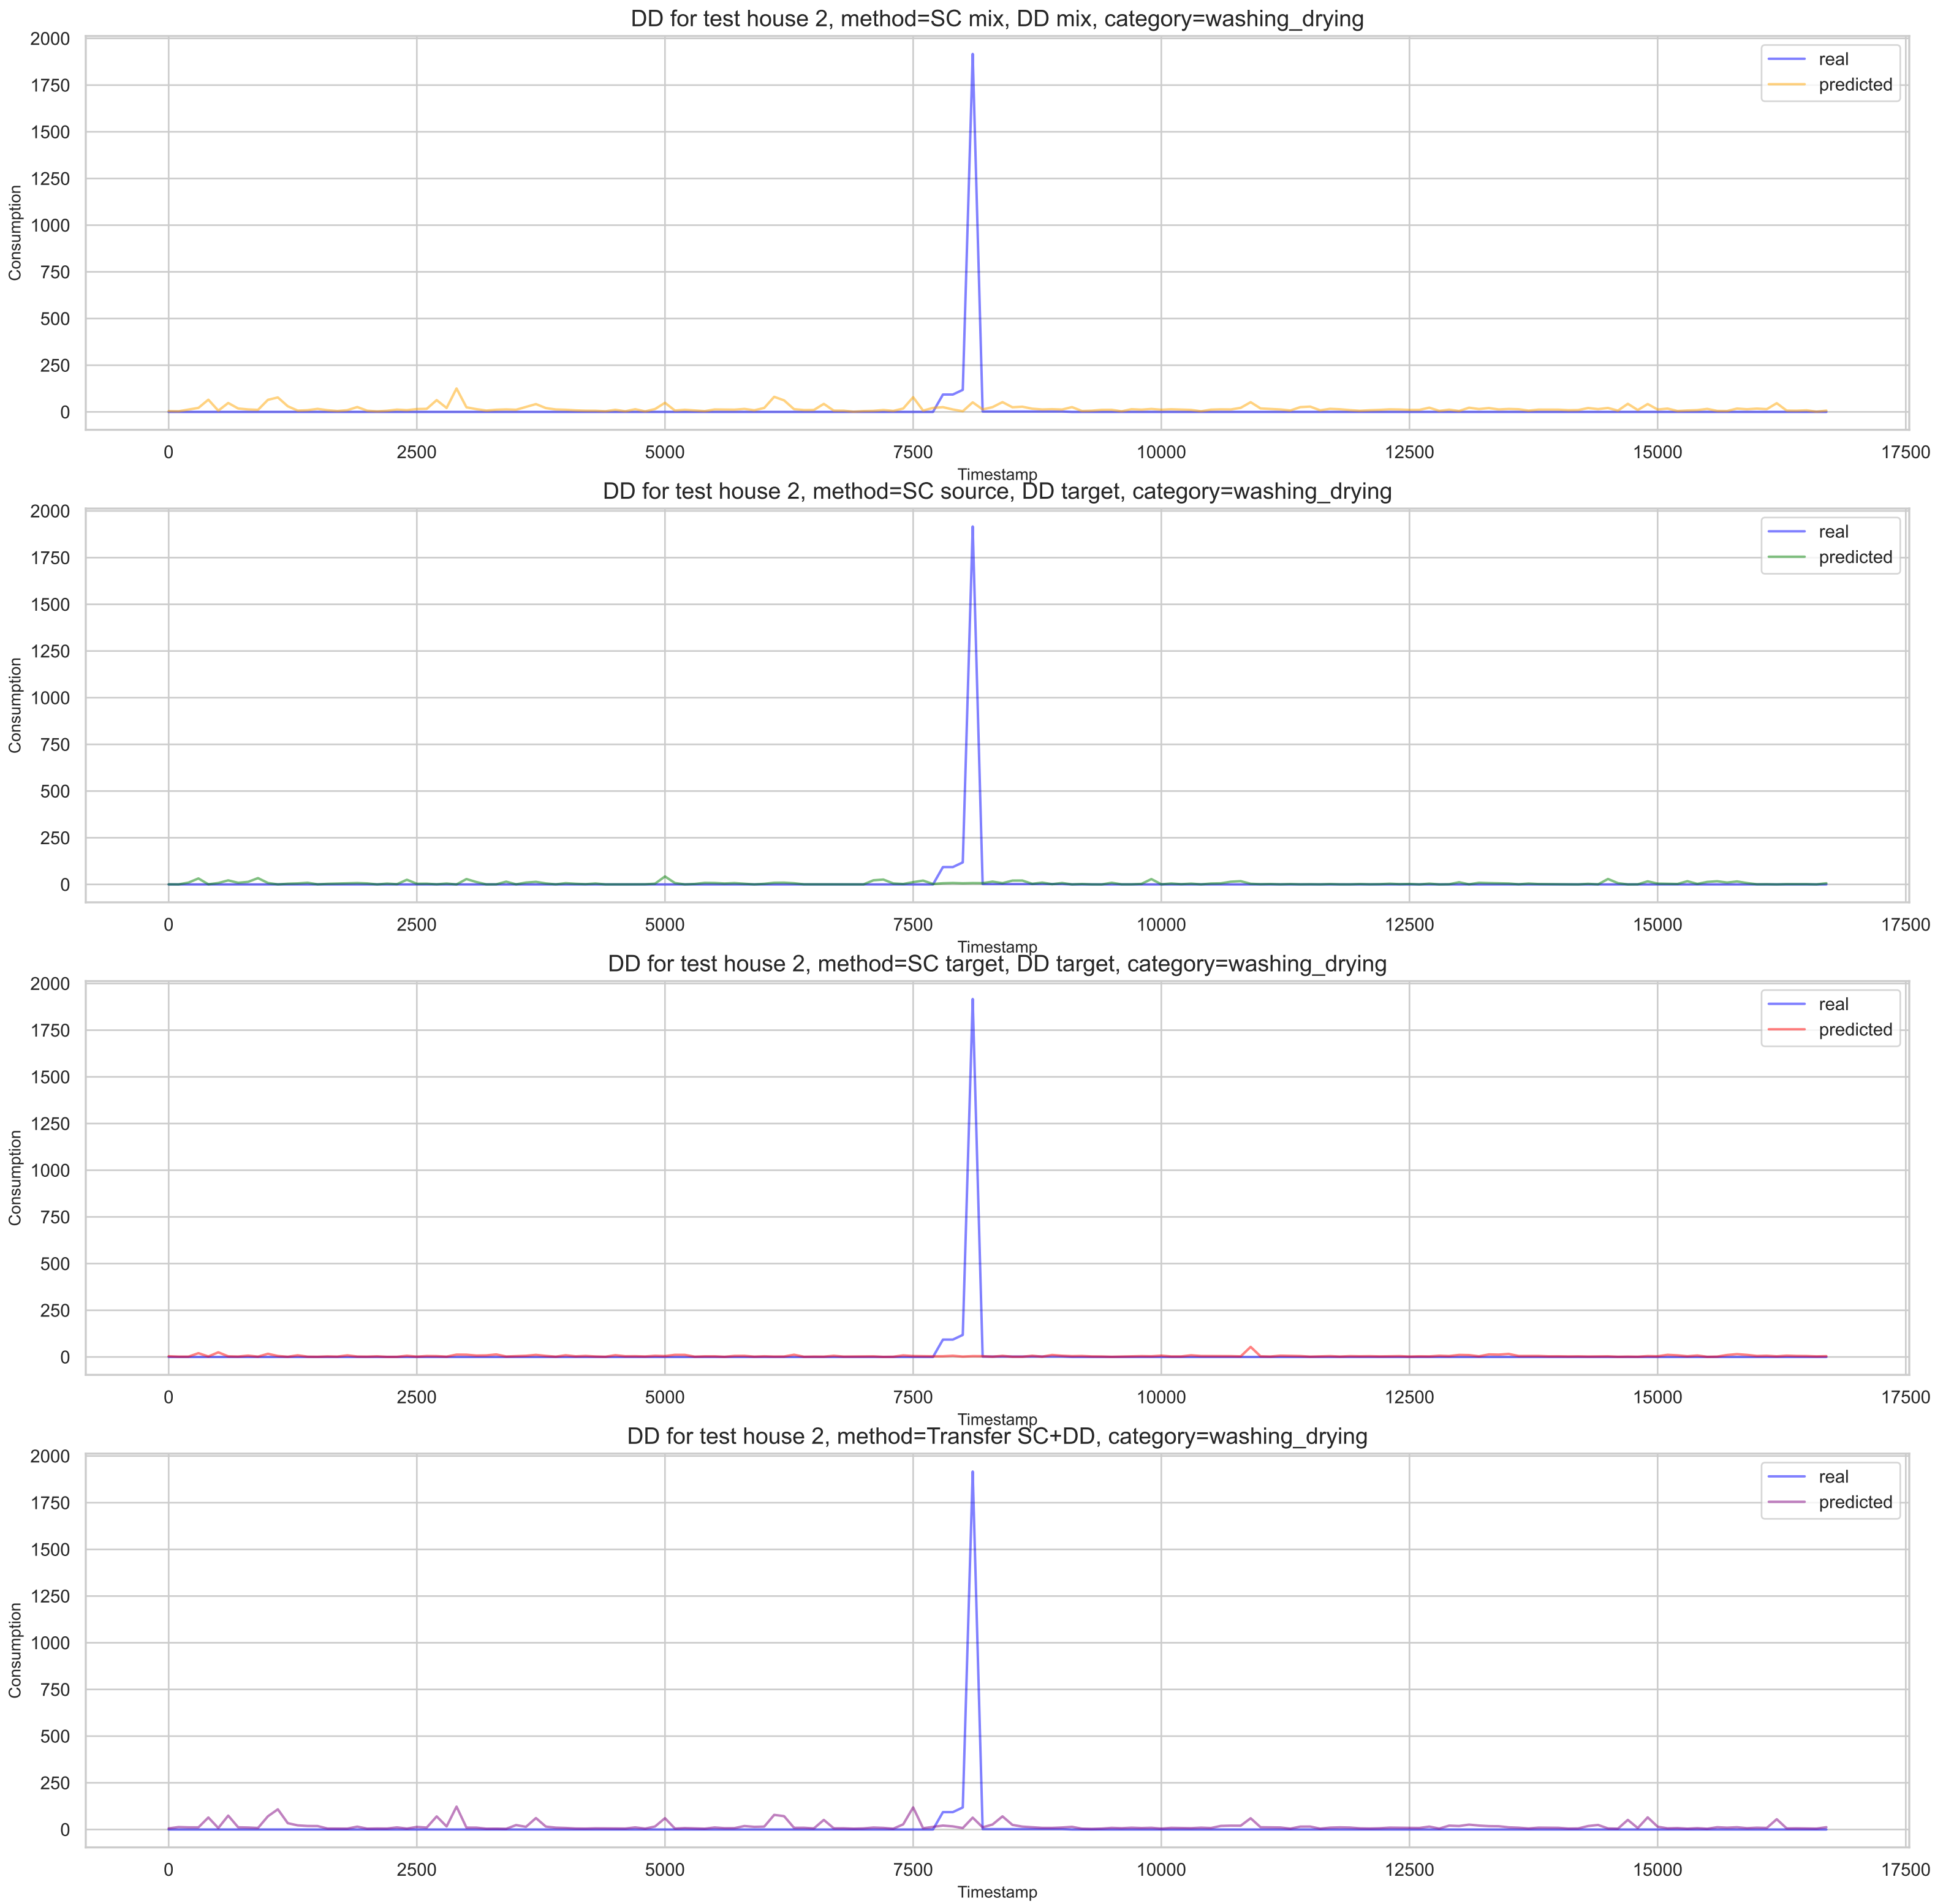 DD for test house 2, method=SC mix, DD mix, category=washing_drying
2000
1750
1500
1250
1000
750
500
250
0
Consumption
real
predicted
0 2500 5000 7500 10000 12500 15000 17500
Timestamp
DD for test house 2, method=SC source, DD target, category=washing_drying
2000
1750
1500
1250
1000
750
500
250
0
Consumption
real
predicted
0 2500 5000 7500 10000 12500 15000 17500
Timestamp
DD for test house 2, method=SC target, DD target, category=washing_drying
2000
1750
1500
1250
1000
750
500
250
0
Consumption
real
predicted
0 2500 5000 7500 10000 12500 15000 17500
Timestamp
DD for test house 2, method=Transfer SC+DD, category=washing_drying
2000
1750
1500
1250
1000
750
500
250
0
Consumption
real
predicted
0 2500 5000 7500 10000 12500 15000 17500
Timestamp